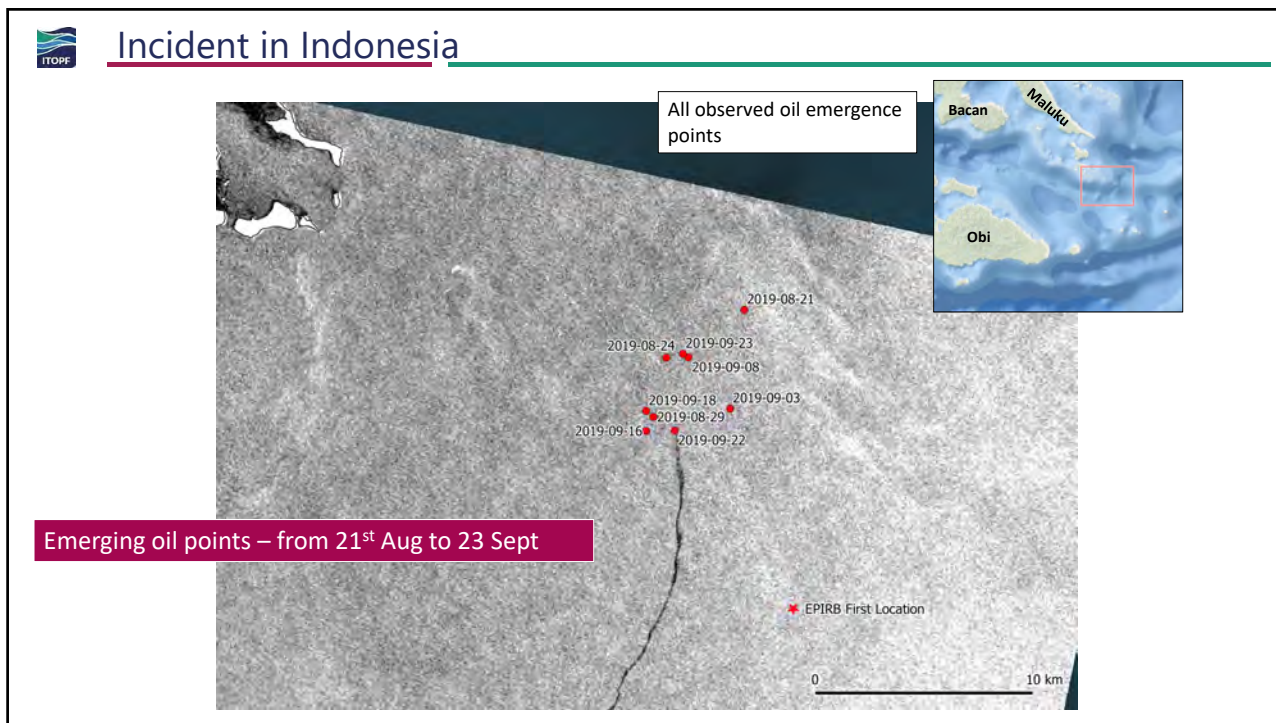 ITOPF
Incident in Indonesia
All observed oil emergence
points
Bacan
Maluku
Obi
2019-08-21
2019-08-24
2019-09-23
2019-09-08
2019-09-18
2019-09-03
2019-08-29
2019-09-16
2019-09-22
Emerging oil points – from 21st Aug to 23 Sept
EPIRB First Location
0
10 km